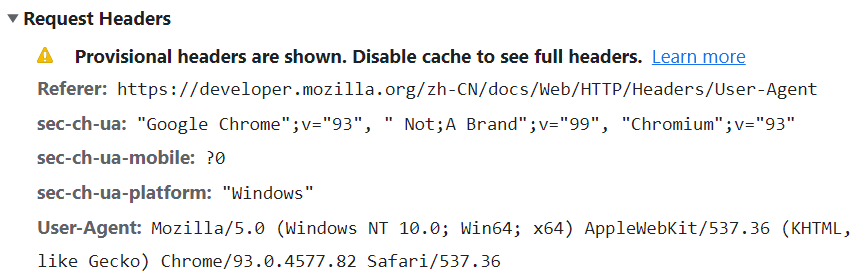 Request Headers
Provisional headers are shown. Disable cache to see full headers. Learn more
Referer: https://developer.mozilla.org/zh-CN/docs/Web/HTTP/Headers/User-Agent
sec-ch-ua: "Google Chrome";v="93", " Not;A Brand";v="99", "Chromium";v="93"
sec-ch-ua-mobile: ?0
sec-ch-ua-platform: "Windows"
User-Agent: Mozilla/5.0 (Windows NT 10.0; Win64; x64) AppleWebKit/537.36 (KHTML,
like Gecko) Chrome/93.0.4577.82 Safari/537.36